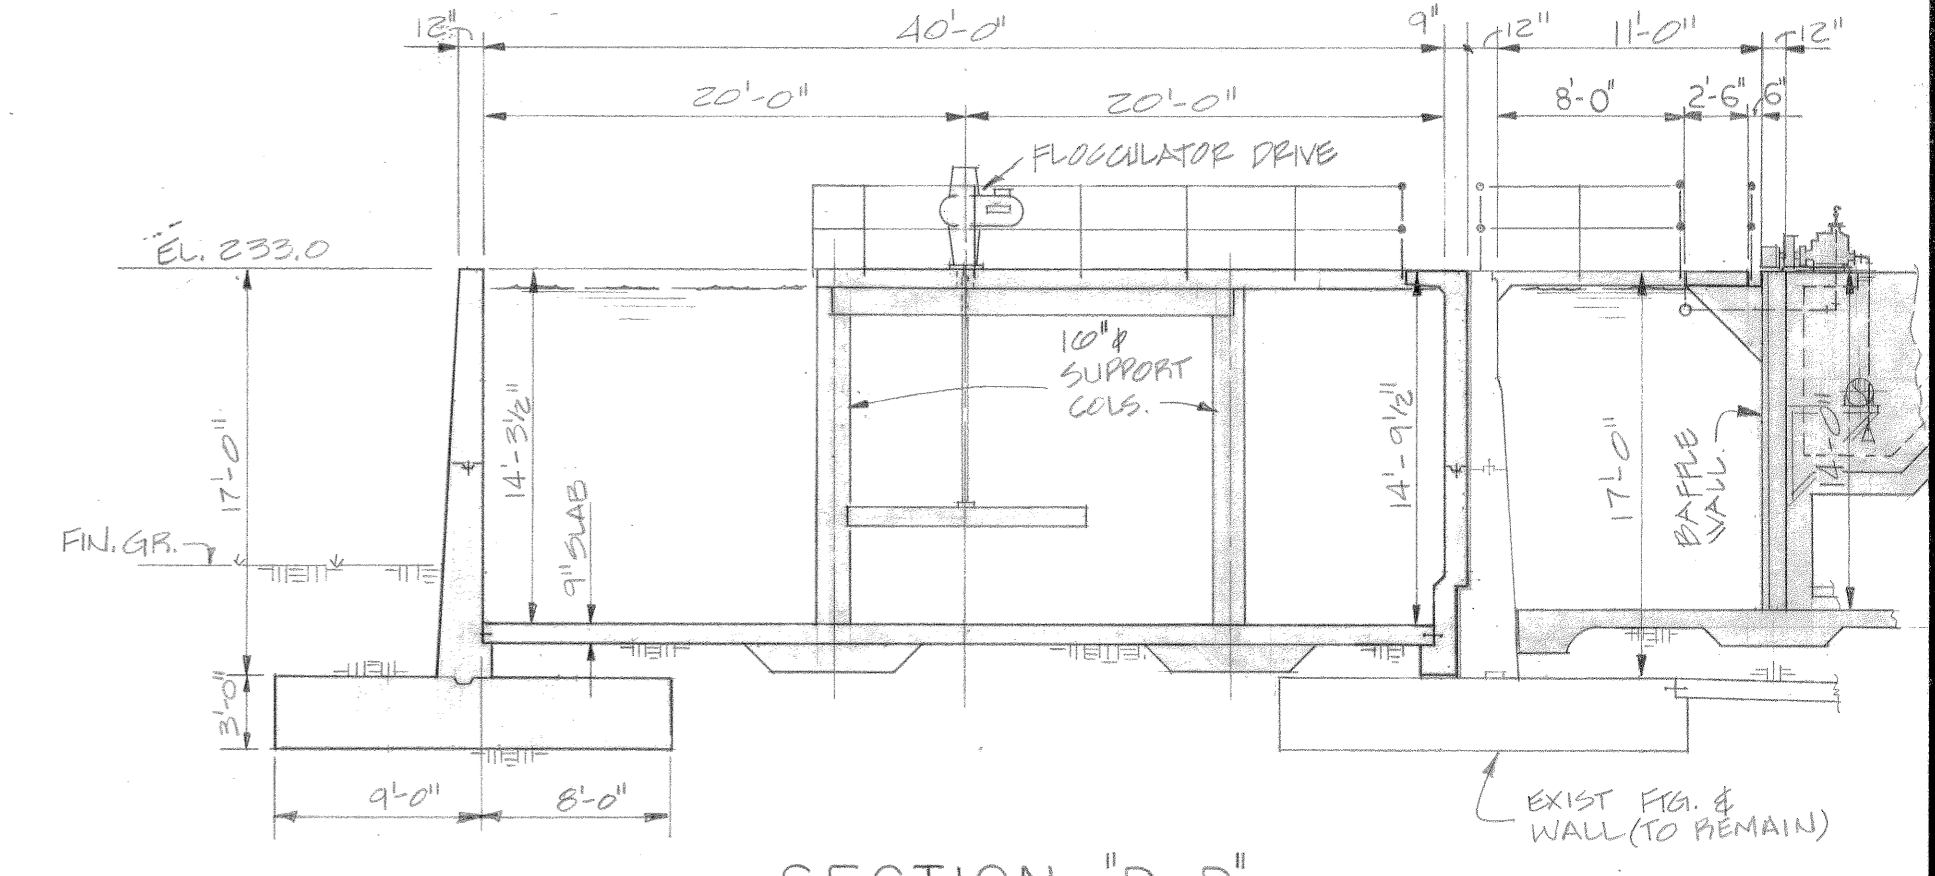 12" 40'-0" 9" 12" 11'-0" 12"
20'-0" 20'-0" 8'-0" 2'-6" 6"
FLOCCULATOR DRIVE
EL. 233.0
16"ϕ
SUPPORT
COLS.
14'-3½"
14'-9½"
17'-0"
17'-0"
14'-0"
9" SLAB
BAFFLE
WALL.
FIN. GR.
3'-0"
9'-0" 8'-0"
EXIST FTG. &
WALL (TO REMAIN)
SECTION